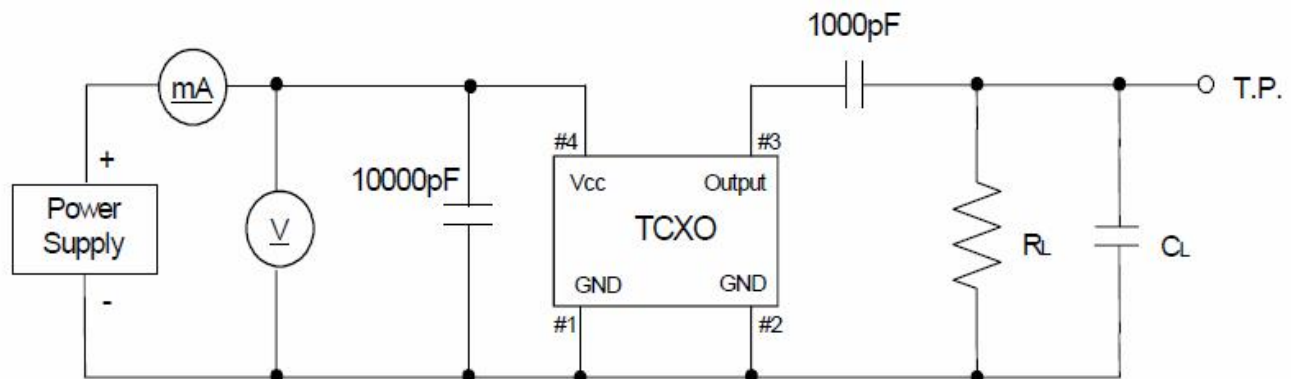 1000pF
mA
T.P.
#4
#3
+
10000pF
Vcc
Output
Power
Supply
V
TCXO
RL
CL
GND
GND
-
#1
#2